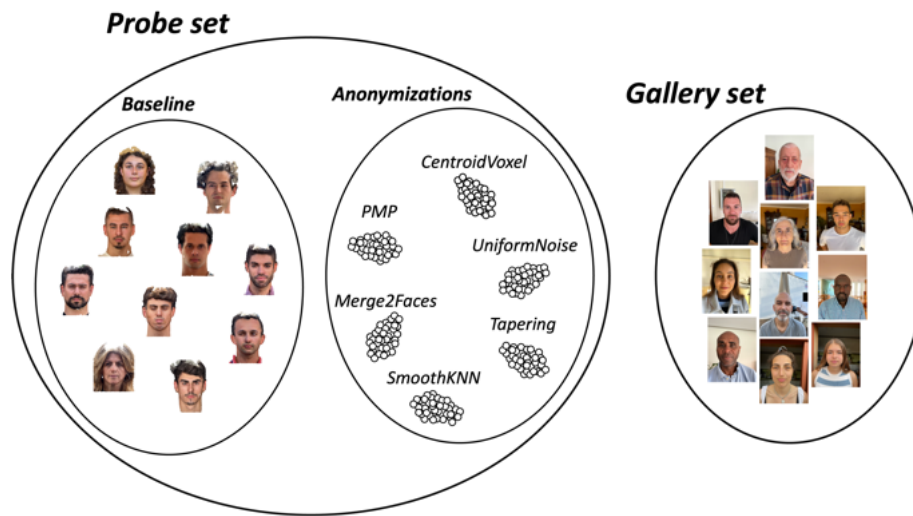 Probe set
Baseline
Anonymizations
Gallery set
CentroidVoxel
PMP
UniformNoise
Merge2Faces
Tapering
SmoothKNN